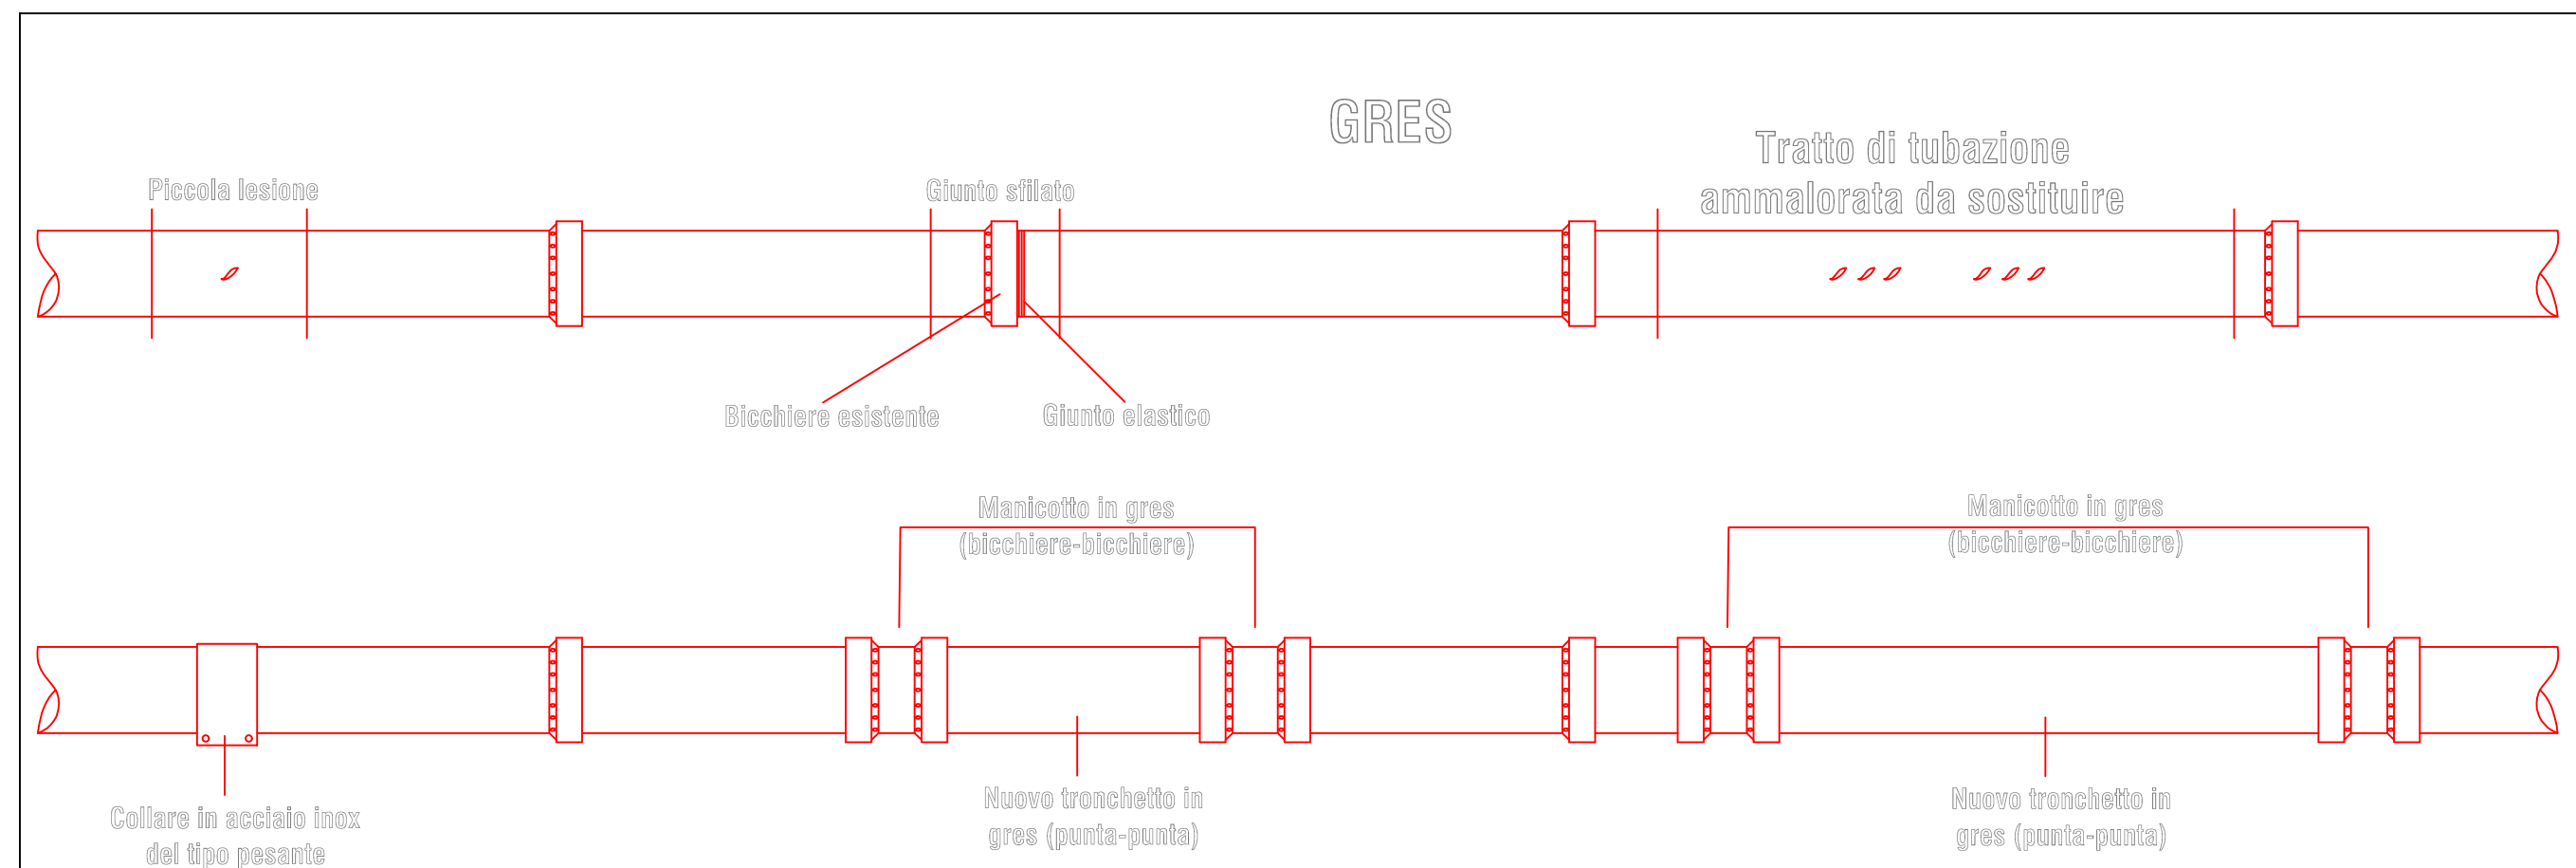 GRES
Tratto di tubazione
ammalorata da sostituire
Piccola lesione
Giunto sfilato
Bicchiere esistente
Giunto elastico
Manicotto in gres
(bicchiere-bicchiere)
Manicotto in gres
(bicchiere-bicchiere)
Nuovo tronchetto in
gres (punta-punta)
Nuovo tronchetto in
gres (punta-punta)
Collare in acciaio inox
del tipo pesante